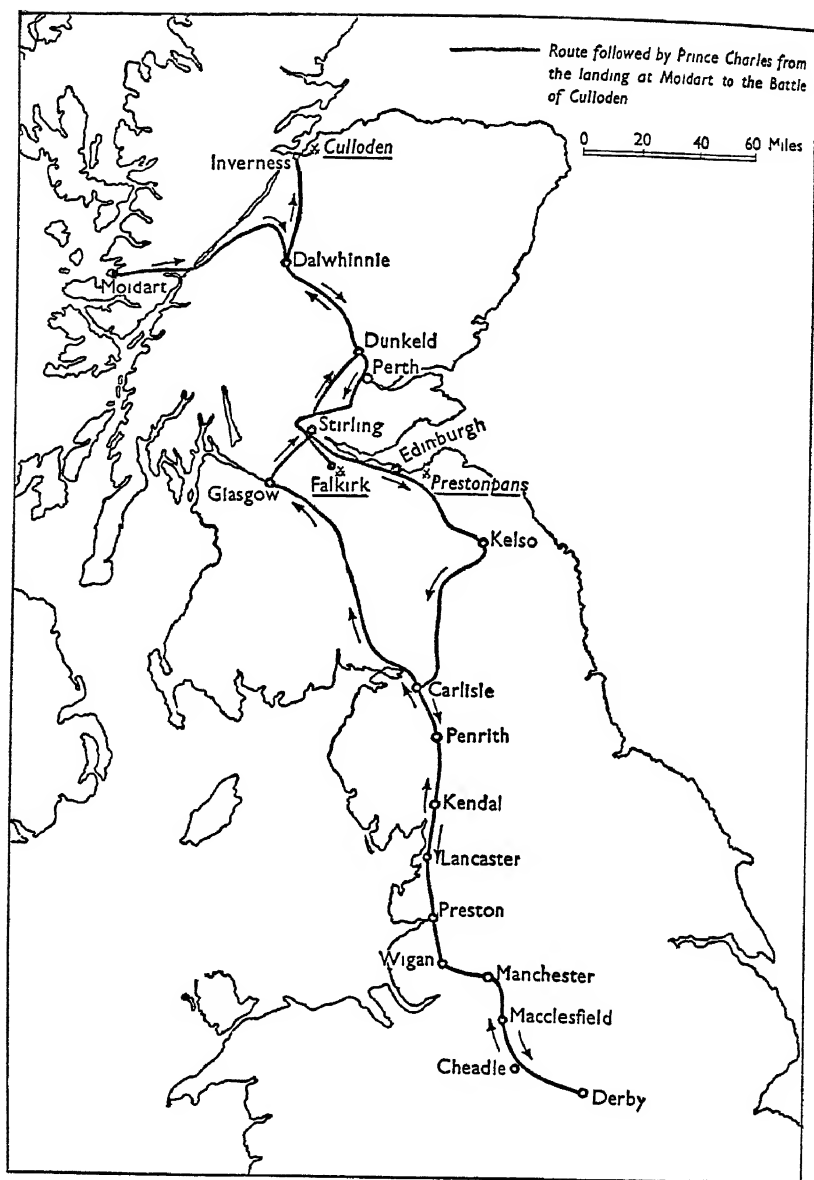 Route followed by Prince Charles from
the landing at Moidart to the Battle
of Culloden
0 20 40 60 Miles
Inverness
Culloden
Moidart
Dalwhinnie
Dunkeld
Perth
Stirling
Edinburgh
Glasgow
Falkirk
Prestonpans
Kelso
Carlisle
Penrith
Kendal
Lancaster
Preston
Wigan
Manchester
Macclesfield
Cheadle
Derby